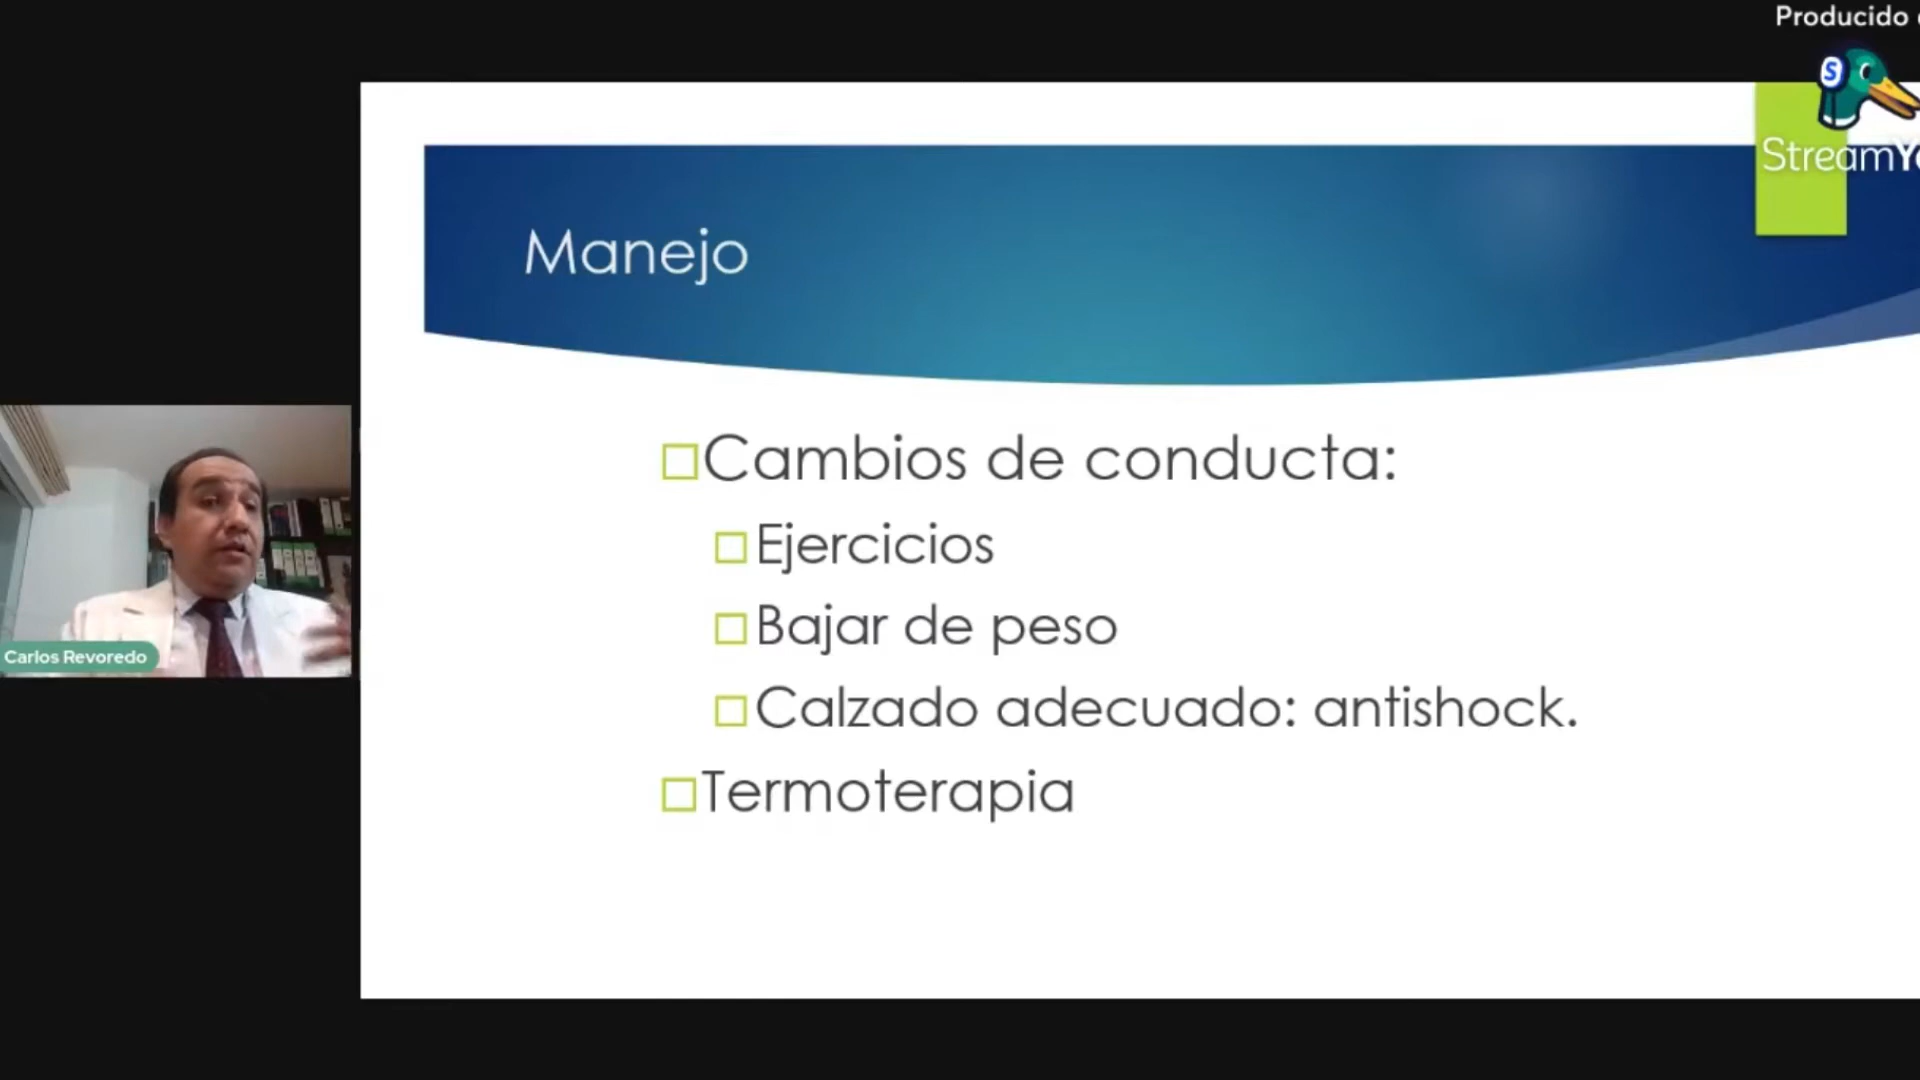 Producido
StreamY
Manejo
Cambios de conducta:
Ejercicios
Bajar de peso
Calzado adecuado: antishock.
Termoterapia
Carlos Revoredo